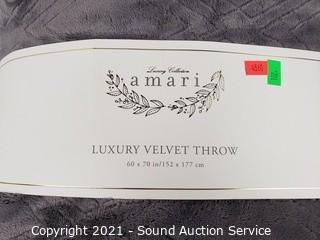 Luxury Collection
amari
LUXURY VELVET THROW
60 x 70 in/152 x 177 cm
Copyright 2021 - Sound Auction Service